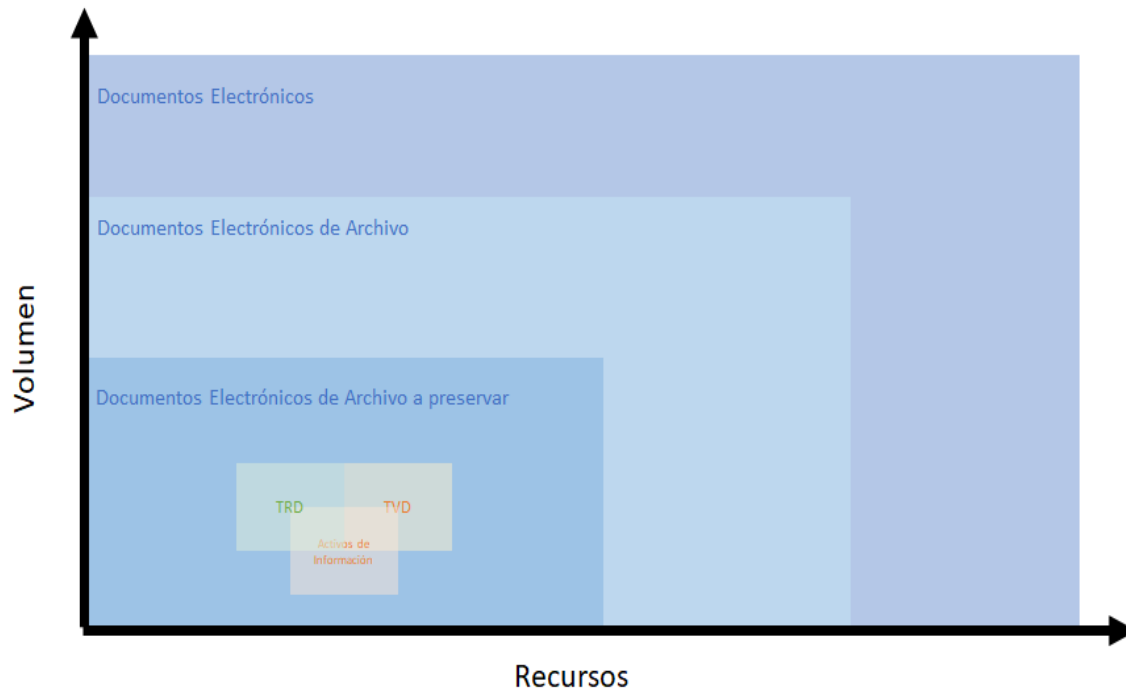 Documentos Electrónicos
Documentos Electrónicos de Archivo
Volumen
Documentos Electrónicos de Archivo a preservar
TRD
TVD
Activos de
Información
Recursos